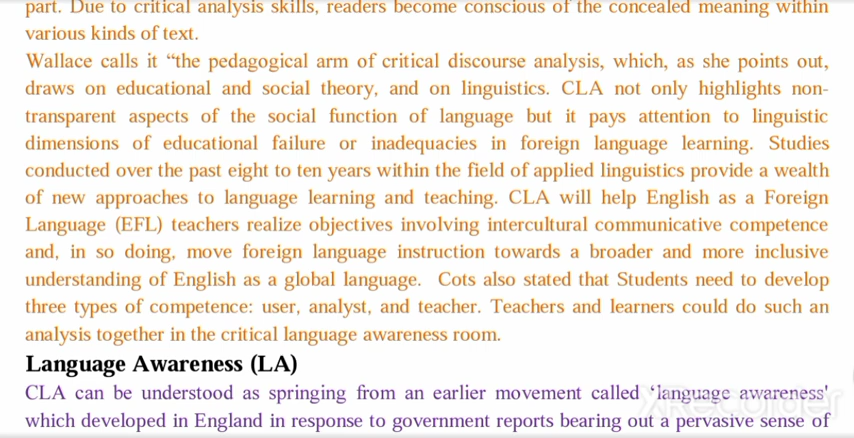 part. Due to critical analysis skills, readers become conscious of the concealed meaning within
various kinds of text.
Wallace calls it “the pedagogical arm of critical discourse analysis, which, as she points out,
draws on educational and social theory, and on linguistics. CLA not only highlights non-
transparent aspects of the social function of language but it pays attention to linguistic
dimensions of educational failure or inadequacies in foreign language learning. Studies
conducted over the past eight to ten years within the field of applied linguistics provide a wealth
of new approaches to language learning and teaching. CLA will help English as a Foreign
Language (EFL) teachers realize objectives involving intercultural communicative competence
and, in so doing, move foreign language instruction towards a broader and more inclusive
understanding of English as a global language. Cots also stated that Students need to develop
three types of competence: user, analyst, and teacher. Teachers and learners could do such an
analysis together in the critical language awareness room.
Language Awareness (LA)
CLA can be understood as springing from an earlier movement called ‘language awareness'
which developed in England in response to government reports bearing out a pervasive sense of
XRecorder